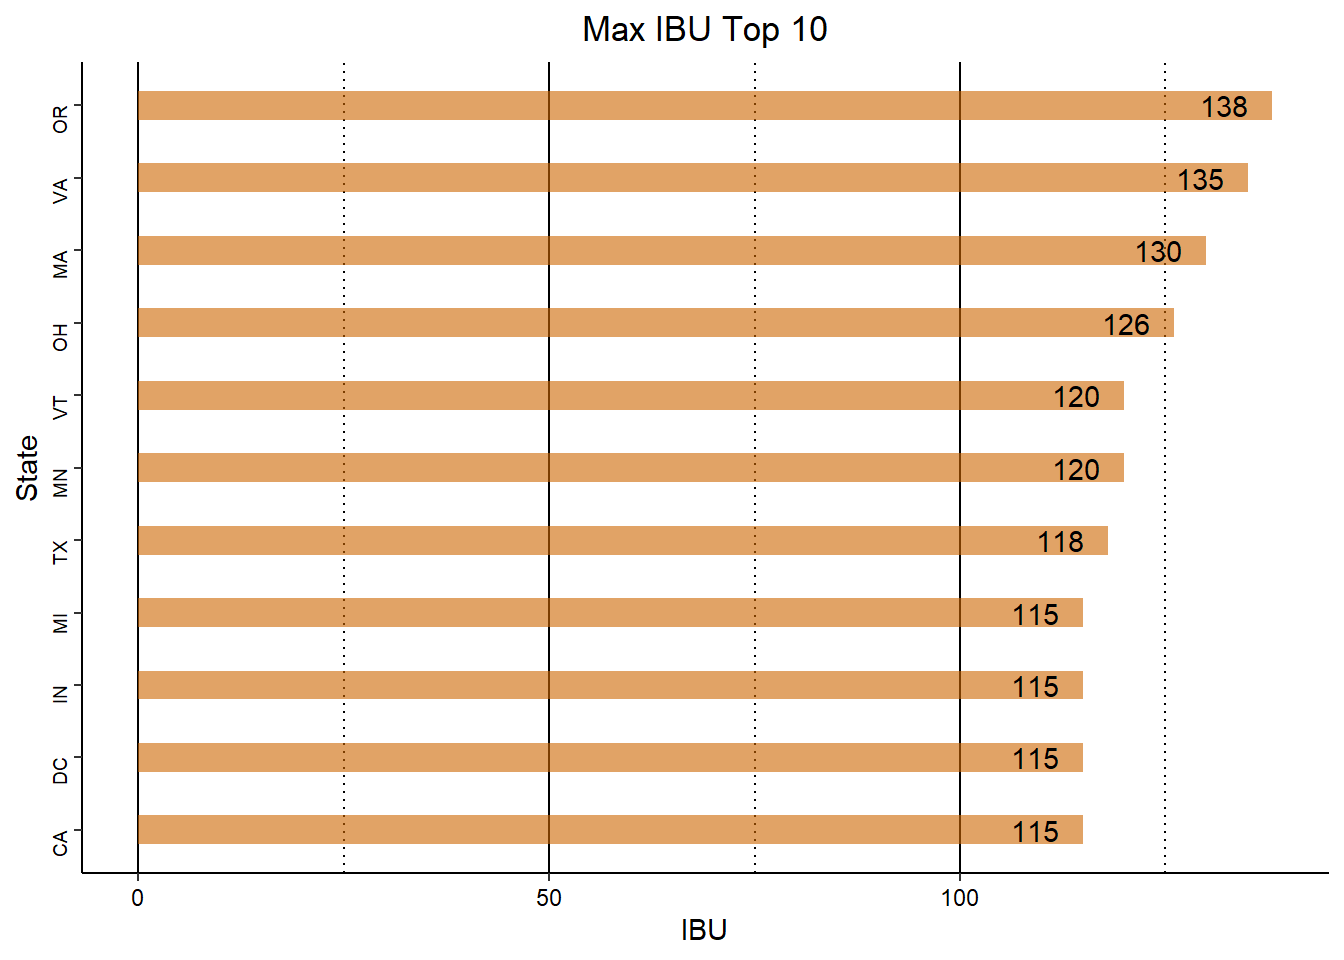 Max IBU Top 10
State
OR 138
VA 135
MA 130
OH 126
VT 120
MN 120
TX 118
MI 115
IN 115
DC 115
CA 115
0 50 100
IBU